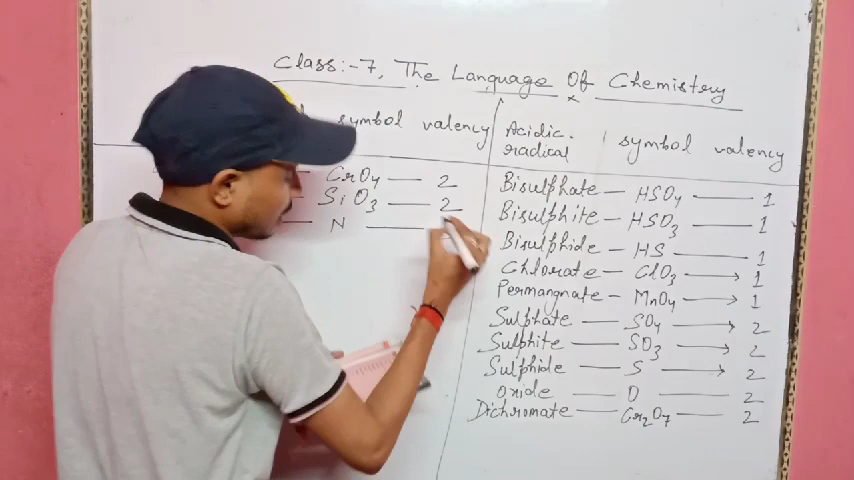 Class:-7, The Language Of Chemistry
symbol valency
CrO4 — 2
SiO3 — 2
N —
Acidic radical symbol valency
Bisulphate — HSO4 — 1
Bisulphite — HSO3 — 1
Bisulphide — HS — 1
Chlorate — ClO3 → 1
Permangnate — MnO4 → 1
Sulphate — SO4 → 2
Sulphite — SO3 → 2
Sulphide — S → 2
oxide — O — 2
Dichromate — Cr2O7 — 2